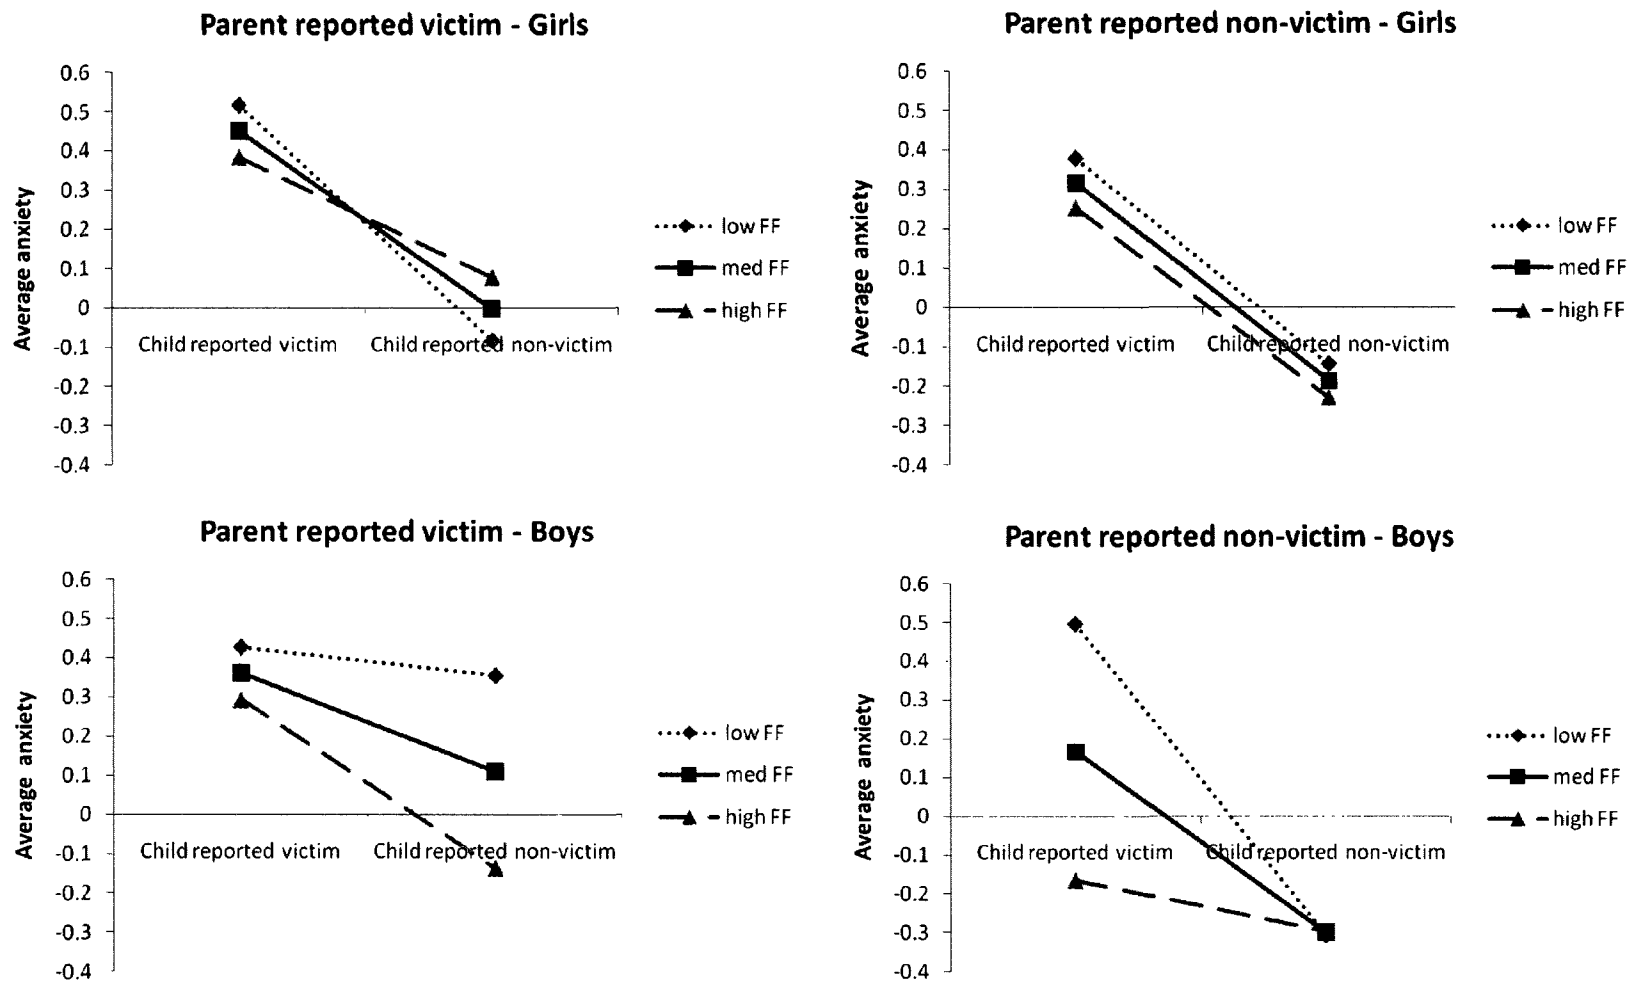 Parent reported victim - Girls
0.6
0.5
0.4
0.3
0.2
0.1
0
-0.1
-0.2
-0.3
-0.4
Average anxiety
Child reported victim
Child reported non-victim
low FF
med FF
high FF
Parent reported non-victim - Girls
0.6
0.5
0.4
0.3
0.2
0.1
0
-0.1
-0.2
-0.3
-0.4
Average anxiety
Child reported victim
Child reported non-victim
low FF
med FF
high FF
Parent reported victim - Boys
0.6
0.5
0.4
0.3
0.2
0.1
0
-0.1
-0.2
-0.3
-0.4
Average anxiety
Child reported victim
Child reported non-victim
low FF
med FF
high FF
Parent reported non-victim - Boys
0.6
0.5
0.4
0.3
0.2
0.1
0
-0.1
-0.2
-0.3
-0.4
Average anxiety
Child reported victim
Child reported non-victim
low FF
med FF
high FF